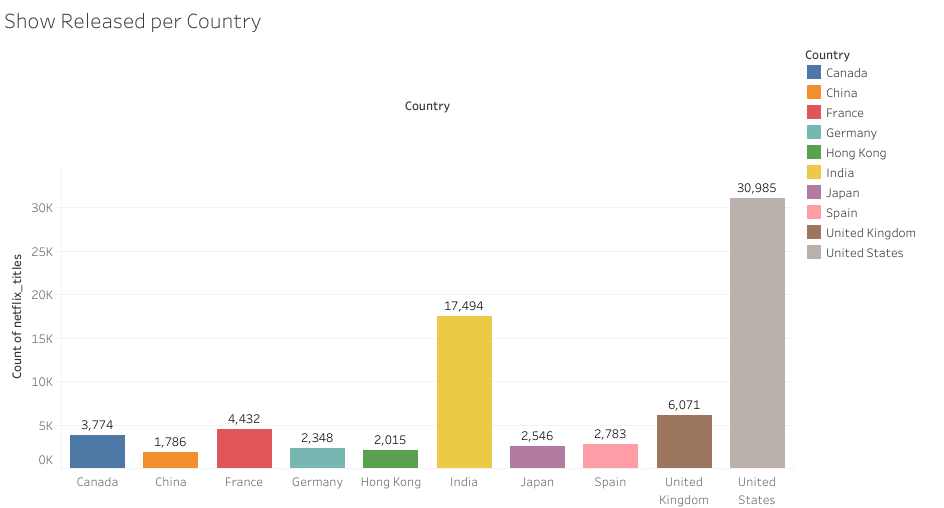 Show Released per Country
Country
Canada
China
France
Germany
Hong Kong
India
Japan
Spain
United Kingdom
United States
Country
Count of netflix_titles
30K
25K
20K
15K
10K
5K
0K
3,774
1,786
4,432
2,348
2,015
17,494
2,546
2,783
6,071
30,985
Canada
China
France
Germany
Hong Kong
India
Japan
Spain
United
Kingdom
United
States